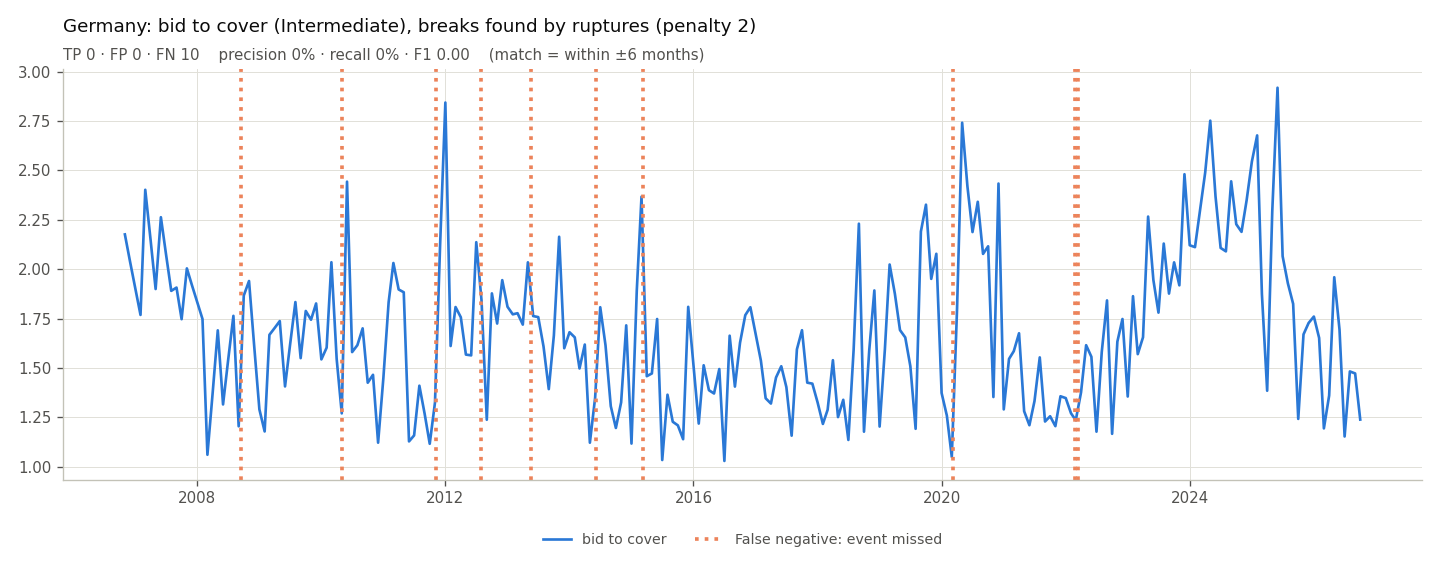 Germany: bid to cover (Intermediate), breaks found by ruptures (penalty 2)
TP 0 · FP 0 · FN 10    precision 0% · recall 0% · F1 0.00    (match = within ±6 months)
3.00
2.75
2.50
2.25
2.00
1.75
1.50
1.25
1.00
2008    2012    2016    2020    2024
bid to cover    False negative: event missed